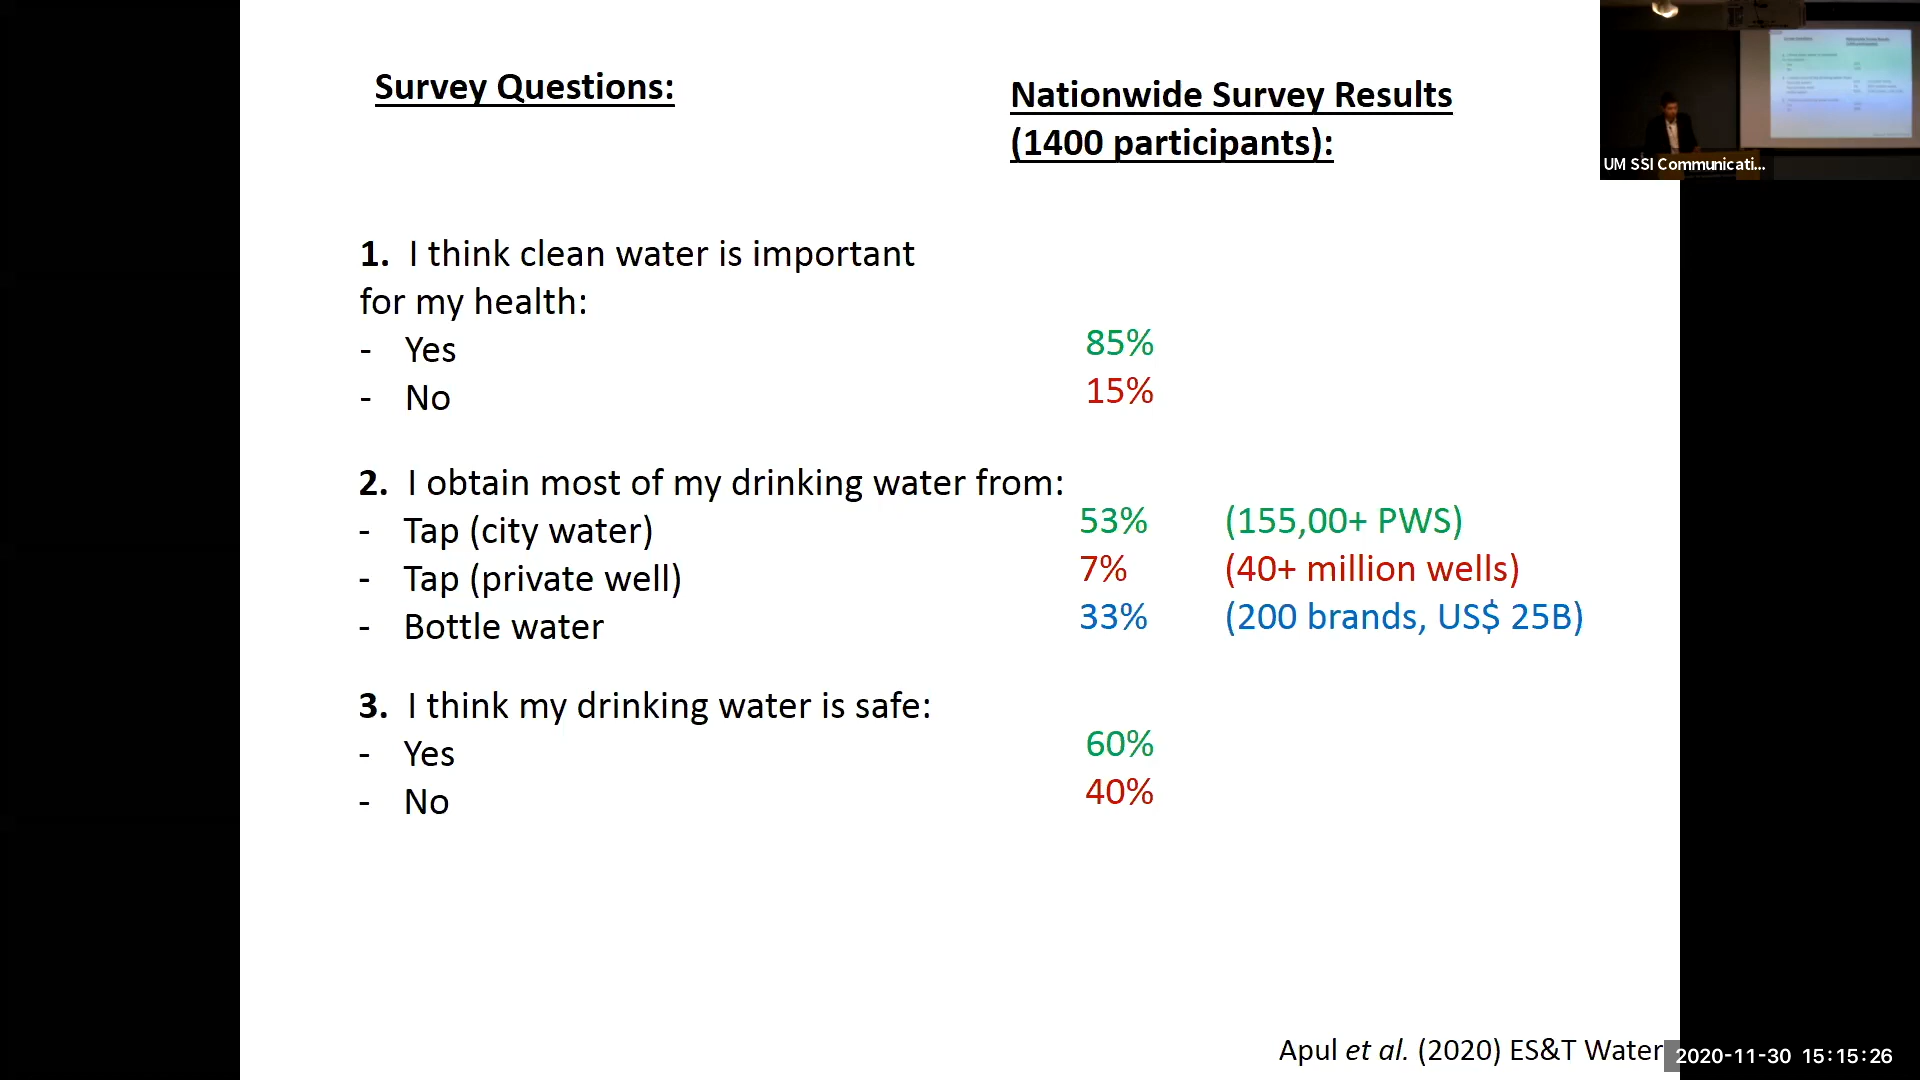 Survey Questions:
Nationwide Survey Results
(1400 participants):
1. I think clean water is important
for my health:
- Yes 85%
- No 15%
2. I obtain most of my drinking water from:
- Tap (city water) 53% (155,00+ PWS)
- Tap (private well) 7% (40+ million wells)
- Bottle water 33% (200 brands, US$ 25B)
3. I think my drinking water is safe:
- Yes 60%
- No 40%
Apul et al. (2020) ES&T Water
UM SSI Communicati...
2020-11-30 15:15:26